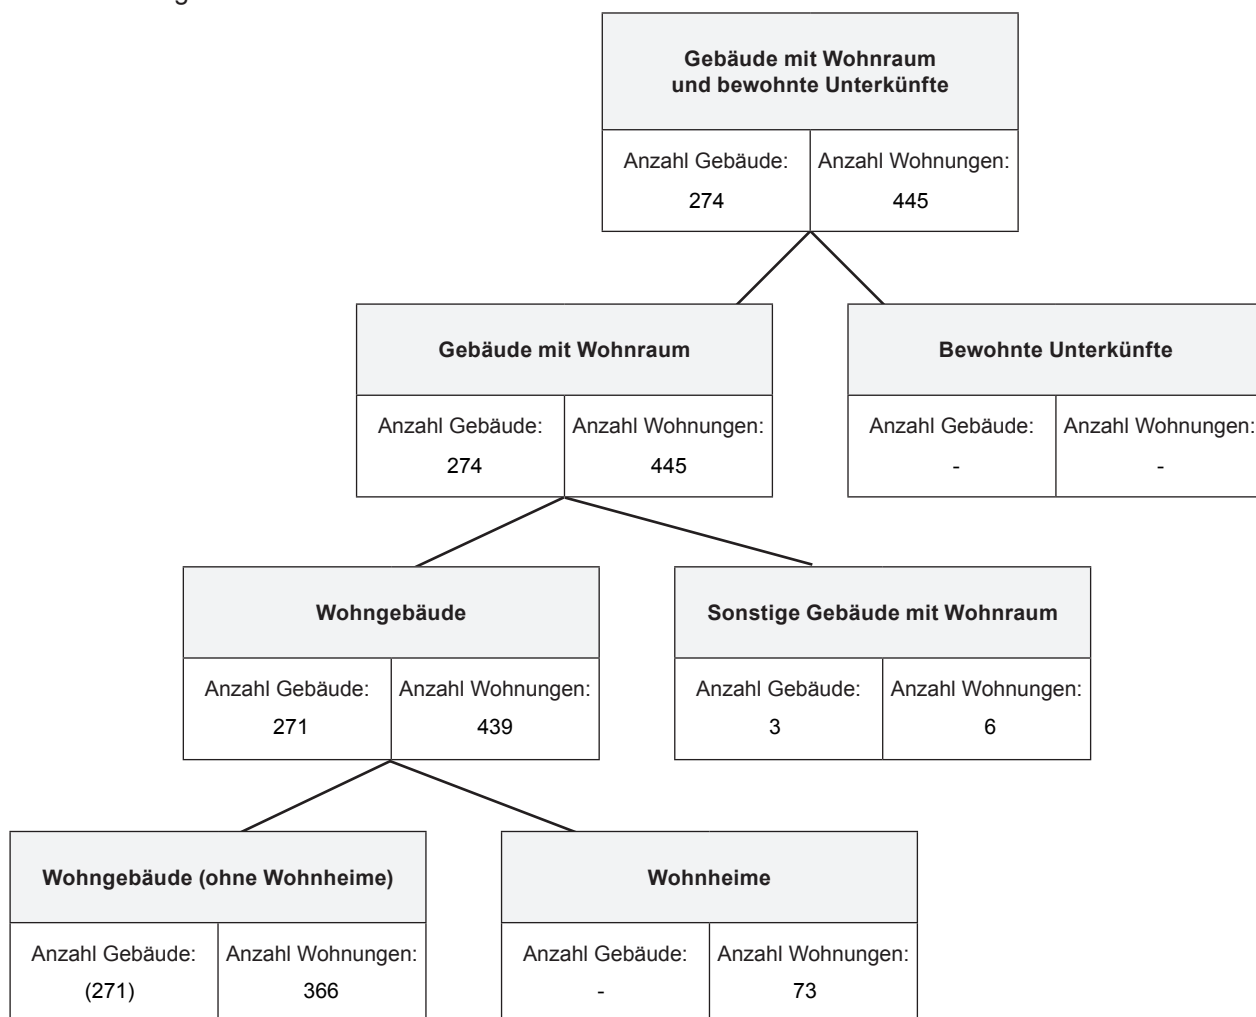 Gebäude mit Wohnraum
und bewohnte Unterkünfte
Anzahl Gebäude: Anzahl Wohnungen:
274 445
Gebäude mit Wohnraum
Anzahl Gebäude: Anzahl Wohnungen:
274 445
Bewohnte Unterkünfte
Anzahl Gebäude: Anzahl Wohnungen:
- -
Wohngebäude
Anzahl Gebäude: Anzahl Wohnungen:
271 439
Sonstige Gebäude mit Wohnraum
Anzahl Gebäude: Anzahl Wohnungen:
3 6
Wohngebäude (ohne Wohnheime)
Anzahl Gebäude: Anzahl Wohnungen:
(271) 366
Wohnheime
Anzahl Gebäude: Anzahl Wohnungen:
- 73